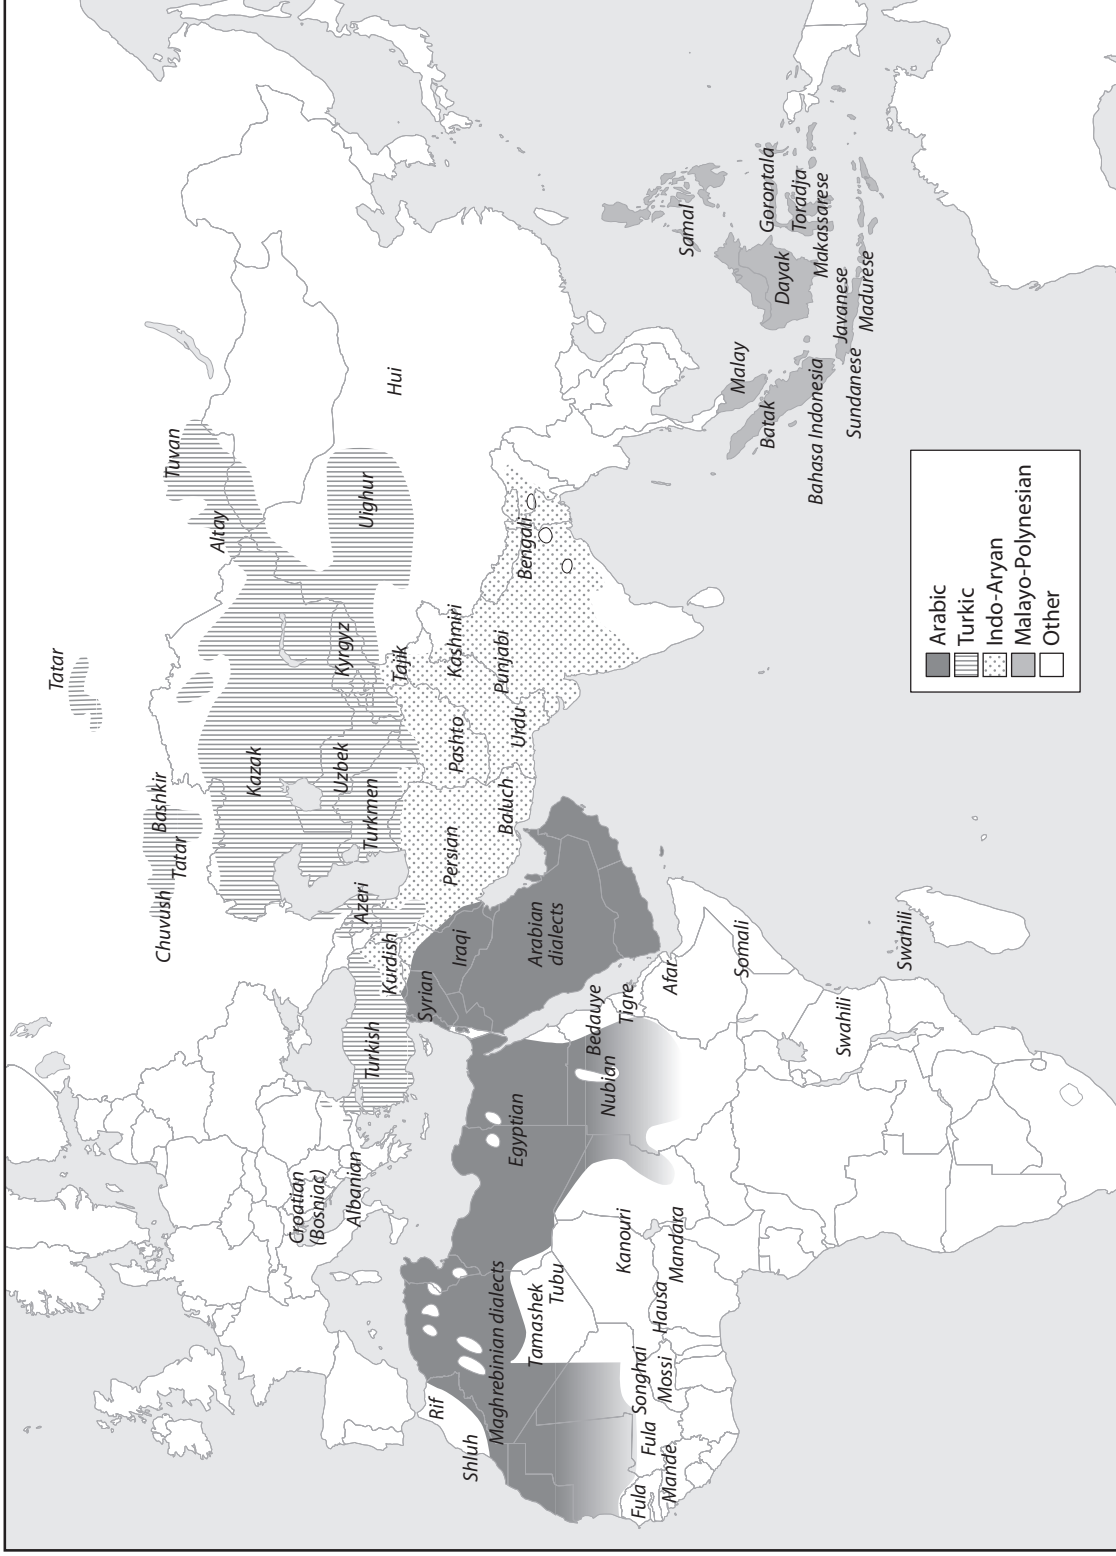 Tatar
Chuvush
Tatar
Bashkir
Tuvan
Altay
Kazak
Croatian
(Bosniac)
Albanian
Turkish
Azeri
Turkmen
Uzbek
Kyrgyz
Uighur
Hui
Kurdish
Tajik
Rif
Shluh
Syrian
Iraqi
Persian
Pashto
Kashmiri
Maghrebinian dialects
Egyptian
Arabian
dialects
Baluch
Urdu
Punjabi
Bengali
Tamashek
Tubu
Nubian
Bedauye
Tigre
Fula
Mande
Fula
Songhai
Mossi
Hausa
Kanouri
Mandara
Afar
Somali
Samal
Malay
Batak
Dayak
Gorontala
Toradja
Makassarese
Bahasa Indonesia
Javanese
Sundanese
Madurese
Swahili
Swahili
Arabic
Turkic
Indo-Aryan
Malayo-Polynesian
Other